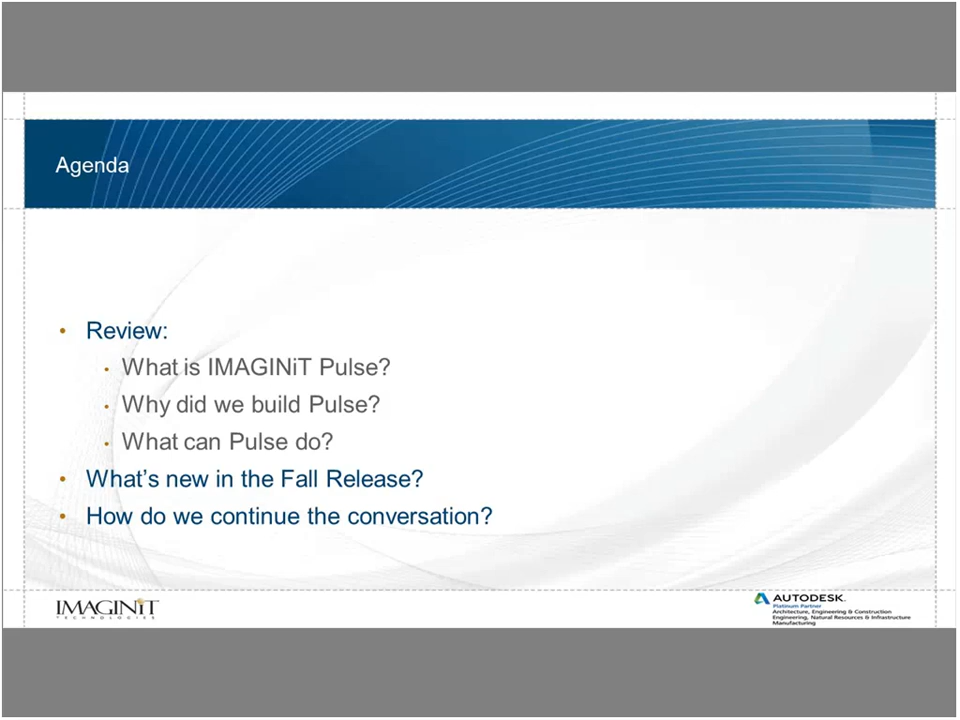 Agenda
• Review:
• What is IMAGINiT Pulse?
• Why did we build Pulse?
• What can Pulse do?
• What’s new in the Fall Release?
• How do we continue the conversation?
IMAGINiT
TECHNOLOGIES
AUTODESK.
Platinum Partner
Architecture, Engineering & Construction
Engineering, Natural Resources & Infrastructure
Manufacturing